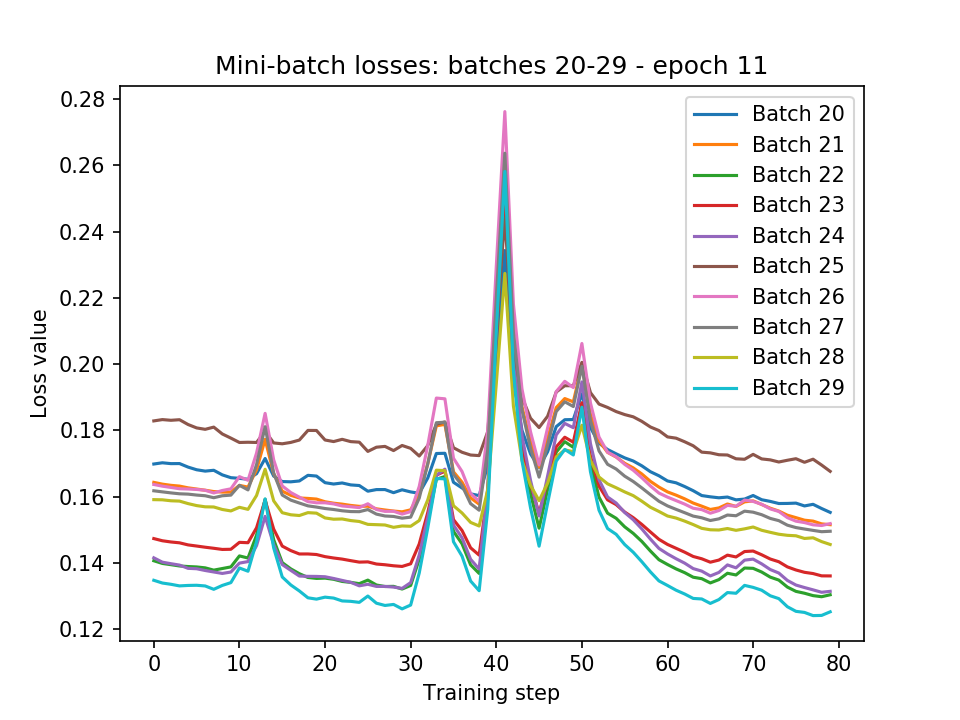 Mini-batch losses: batches 20-29 - epoch 11
0.28
0.26
0.24
0.22
0.20
0.18
0.16
0.14
0.12
Loss value
Batch 20
Batch 21
Batch 22
Batch 23
Batch 24
Batch 25
Batch 26
Batch 27
Batch 28
Batch 29
0 10 20 30 40 50 60 70 80
Training step